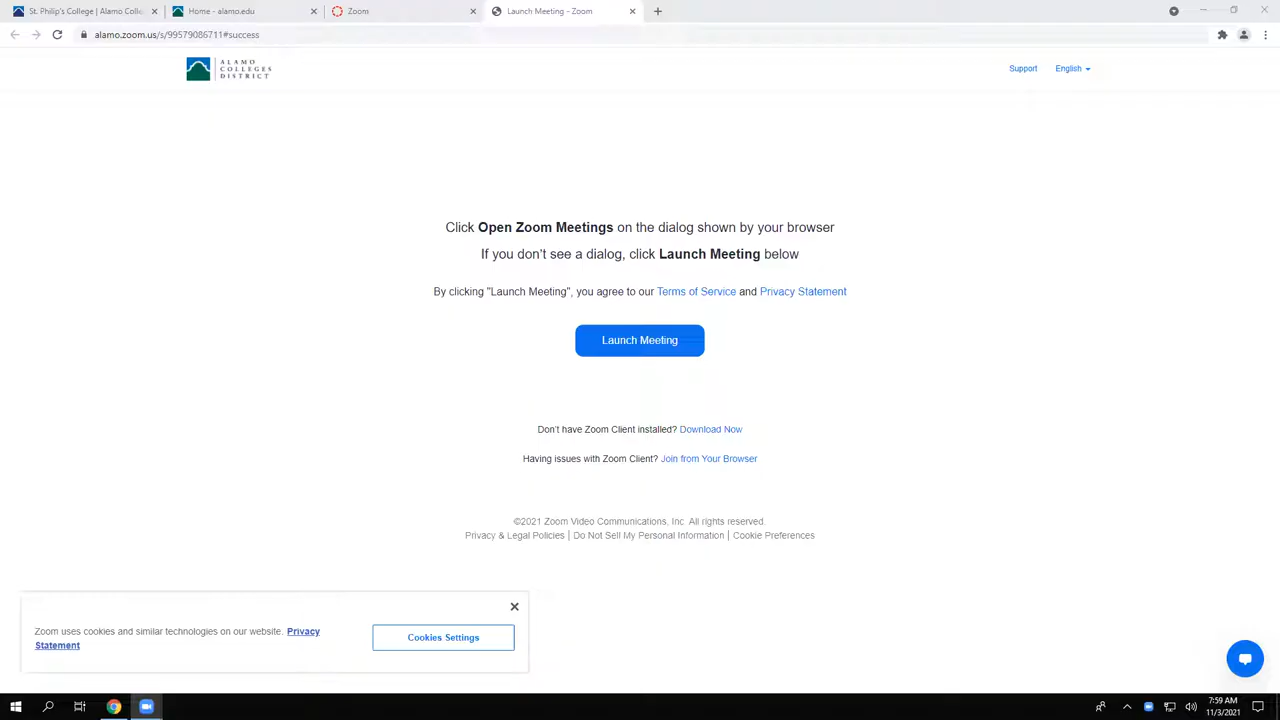 St. Philip's College | Alamo Colle
Home - alamo.edu
Zoom
Launch Meeting - Zoom
alamo.zoom.us/s/99579086711#success
ALAMO
COLLEGES
DISTRICT
Support
English
Click Open Zoom Meetings on the dialog shown by your browser
If you don't see a dialog, click Launch Meeting below
By clicking "Launch Meeting", you agree to our Terms of Service and Privacy Statement
Launch Meeting
Don't have Zoom Client installed? Download Now
Having issues with Zoom Client? Join from Your Browser
©2021 Zoom Video Communications, Inc. All rights reserved.
Privacy & Legal Policies | Do Not Sell My Personal Information | Cookie Preferences
Zoom uses cookies and similar technologies on our website. Privacy
Statement
Cookies Settings
7:59 AM
11/3/2021